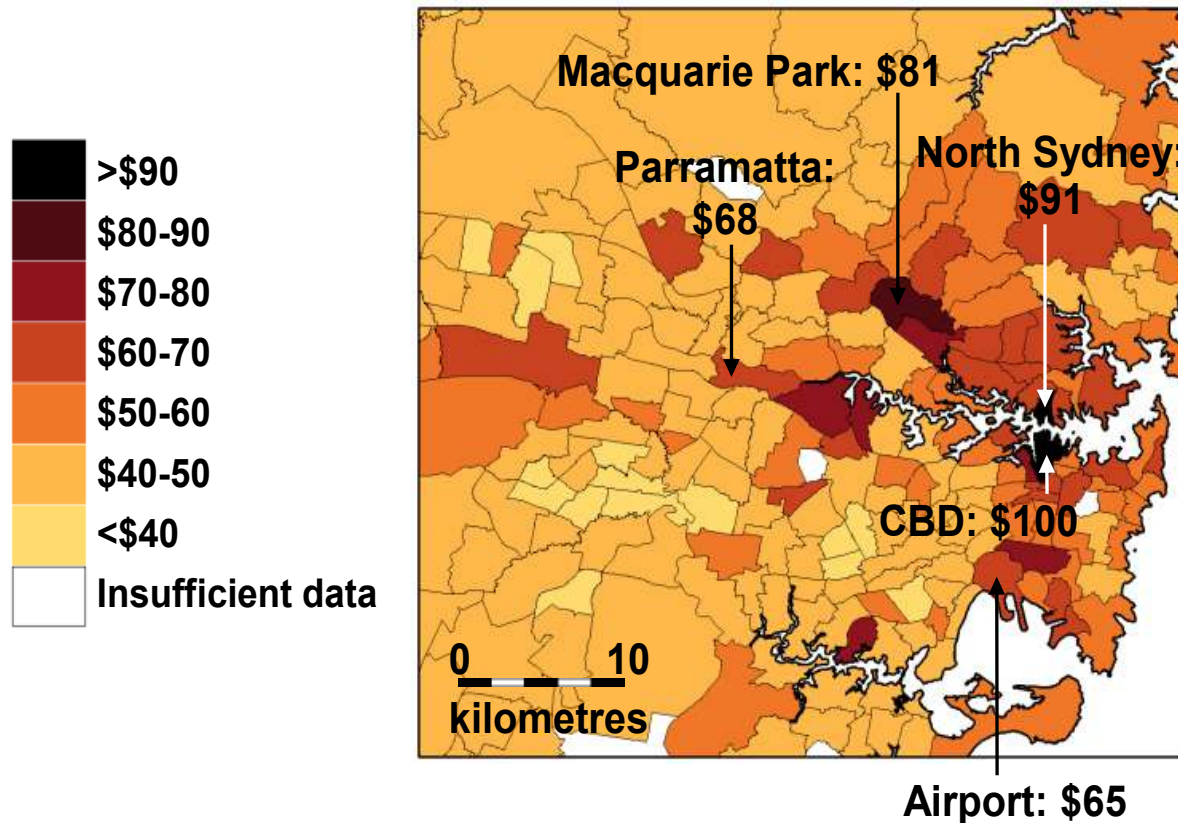 >$90
$80-90
$70-80
$60-70
$50-60
$40-50
<$40
Insufficient data
Macquarie Park: $81
Parramatta:
$68
North Sydney:
$91
CBD: $100
0 10
kilometres
Airport: $65